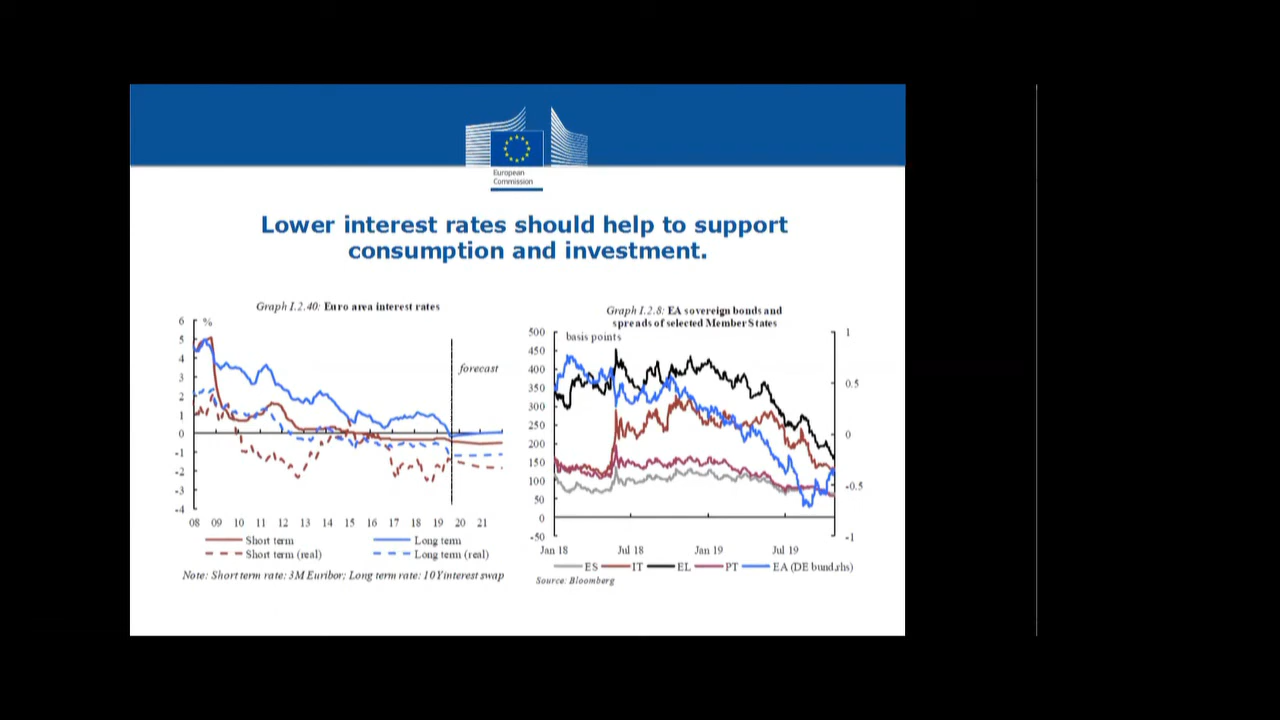 European
Commission
Lower interest rates should help to support
consumption and investment.
Graph I.2.40: Euro area interest rates
6
%
5
4
3
2
1
0
-1
-2
-3
-4
forecast
08 09 10 11 12 13 14 15 16 17 18 19 20 21
Short term
Long term
Short term (real)
Long term (real)
Note: Short term rate: 3M Euribor; Long term rate: 10Y interest swap
Graph I.2.8: EA sovereign bonds and
spreads of selected Member States
basis points
500
450
400
350
300
250
200
150
100
50
0
-50
1
0.5
0
-0.5
-1
Jan 18 Jul 18 Jan 19 Jul 19
ES IT EL PT EA (DE bund,rhs)
Source: Bloomberg